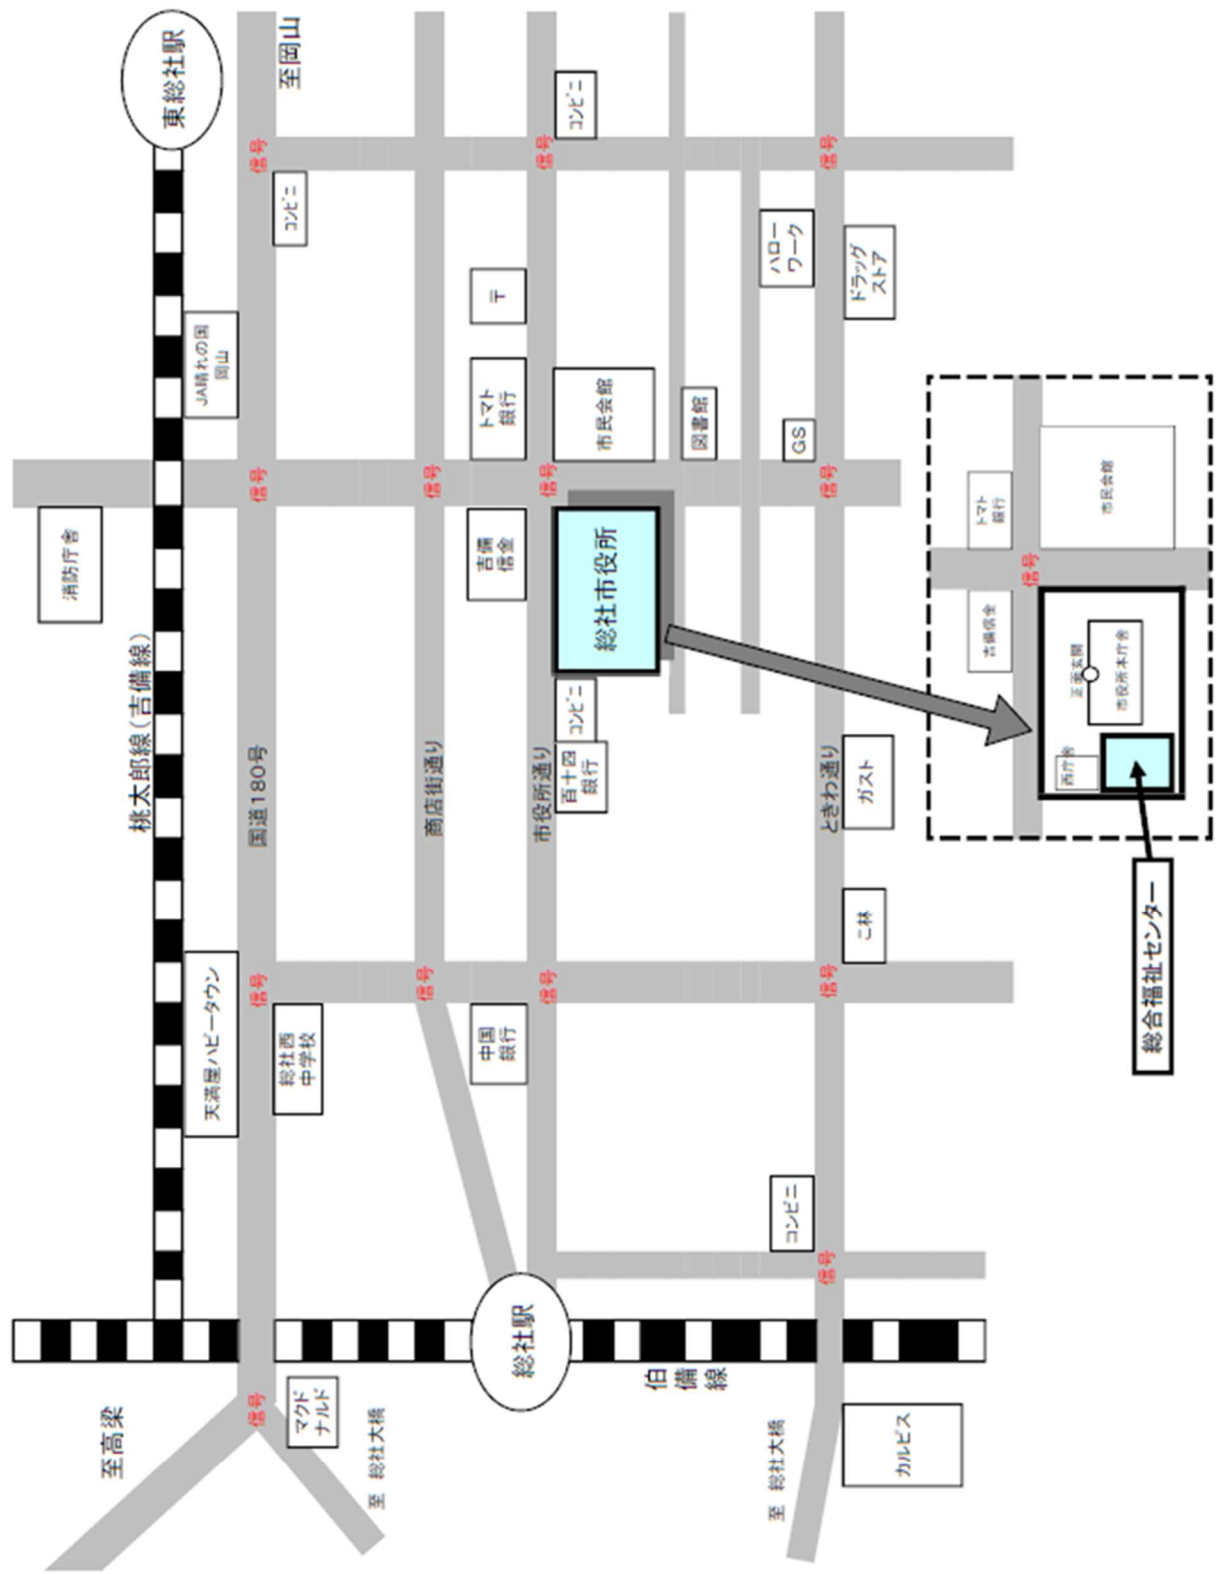 消防庁舎
至高梁
桃太郎線(吉備線)
東総社駅
天満屋ハピータウン
JA晴れの国
岡山
信号
国道180号
信号
信号
信号
至岡山
マクド
ナルド
総社西
中学校
コンビニ
至 総社大橋
信号
商店街通り
信号
中国
銀行
吉備
信金
トマト
銀行
〒
総社駅
信号
市役所通り
信号
信号
百十四
銀行
コンビニ
総社市役所
市民会館
コンビニ
伯備
線
図書館
至 総社大橋
コンビニ
GS
ハロー
ワーク
信号
信号
ときわ通り
信号
信号
カルピス
こ林
ガスト
ドラッグ
ストア
吉備信金
トマト
銀行
信号
西庁舎
正面玄関
市役所本庁舎
市民会館
総合福祉センター